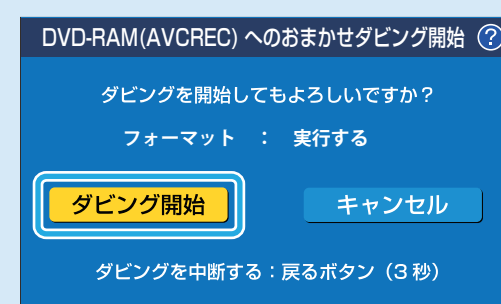 DVD-RAM(AVCREC) へのおまかせダビング開始 ?
ダビングを開始してもよろしいですか？
フォーマット ： 実行する
ダビング開始 キャンセル
ダビングを中断する：戻るボタン（3 秒）